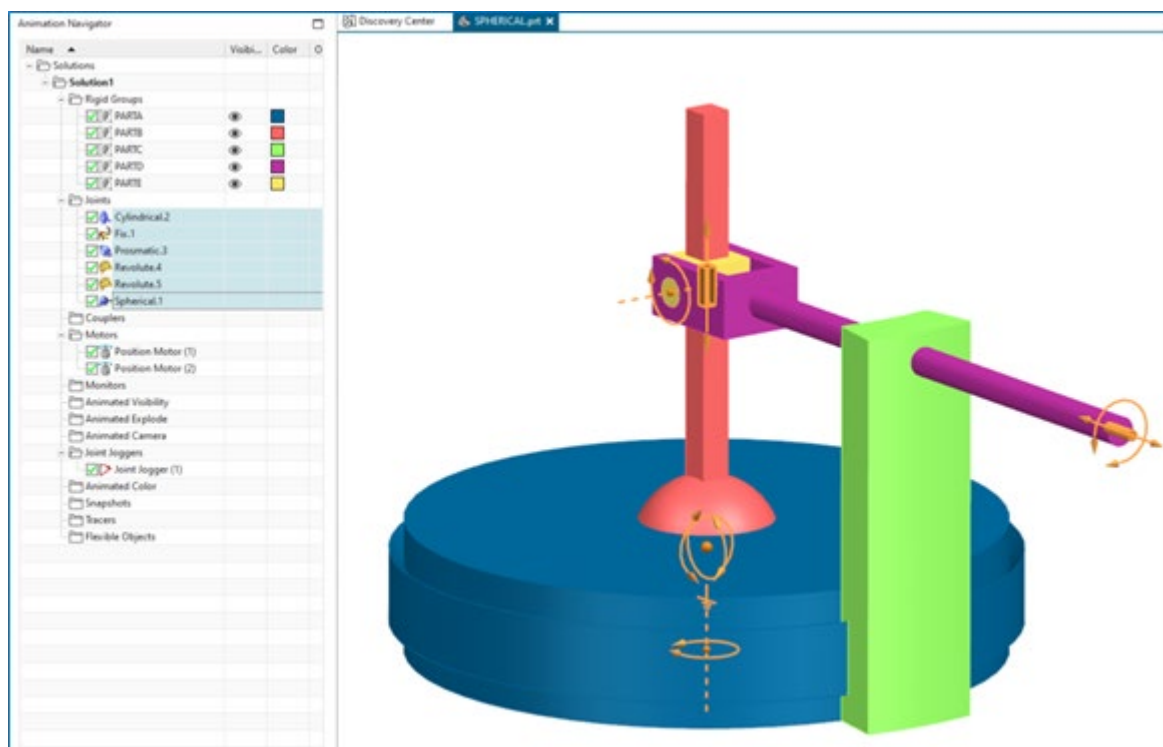 Animation Navigator
Discovery Center
SPHERICAL.prt
Name Visibi... Color O
Solutions
Solution1
Rigid Groups
PARTA
PARTB
PARTC
PARTD
PARTE
Joints
Cylindrical.2
Fix.1
Prosmatic.3
Revolute.4
Revolute.5
Spherical.1
Couplers
Motors
Position Motor (1)
Position Motor (2)
Monitors
Animated Visibility
Animated Explode
Animated Camera
Joint Joggers
Joint Jogger (1)
Animated Color
Snapshots
Tracers
Flexible Objects